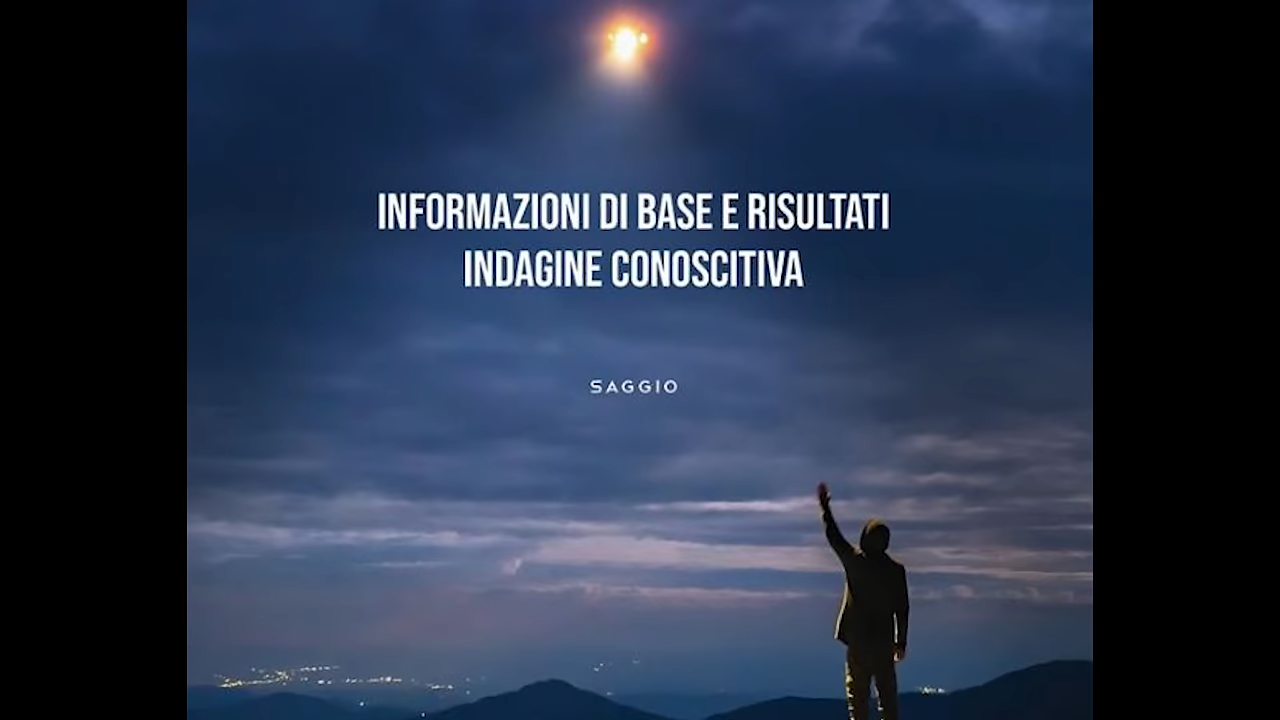 INFORMAZIONI DI BASE E RISULTATI
INDAGINE CONOSCITIVA
SAGGIO